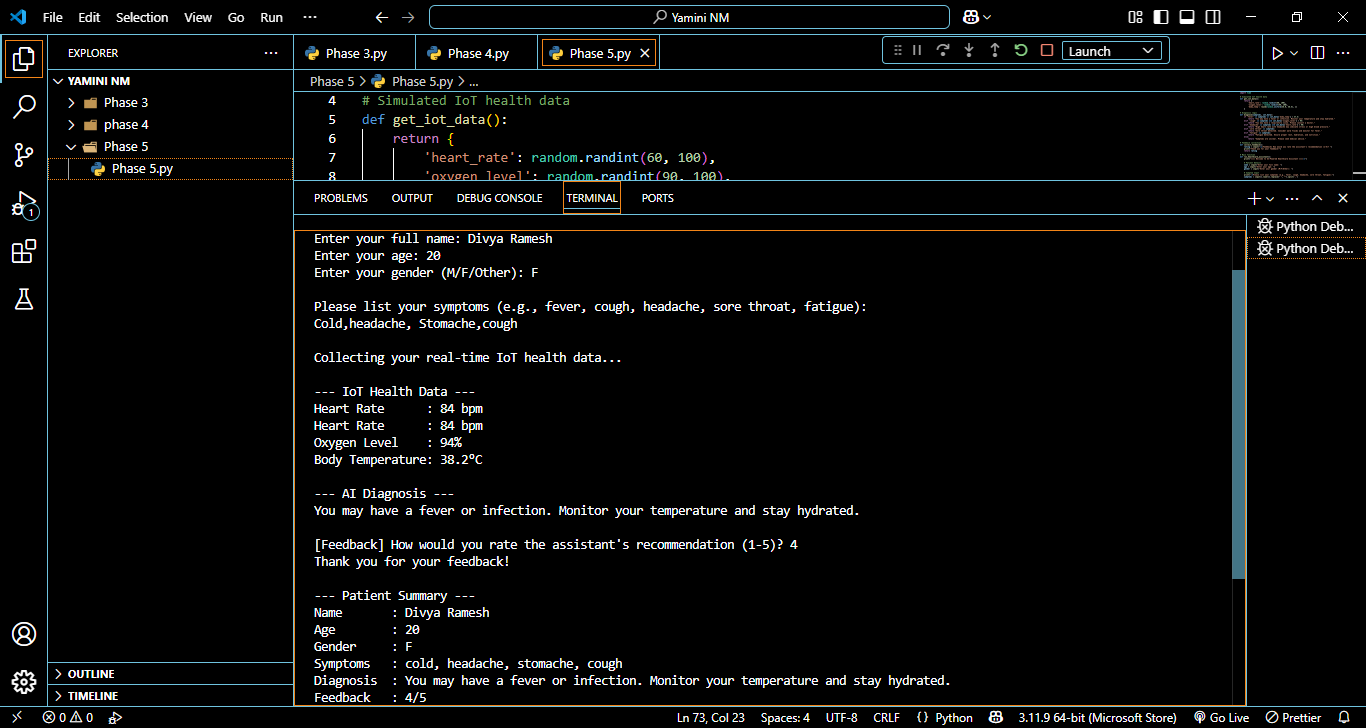 File Edit Selection View Go Run ···
Yamini NM
EXPLORER ···
Phase 3.py
Phase 4.py
Phase 5.py
Launch
YAMINI NM
Phase 3
phase 4
Phase 5
Phase 5.py
Phase 5 > Phase 5.py > ...
4 # Simulated IoT health data
5 def get_iot_data():
6 return {
7 'heart_rate': random.randint(60, 100),
8 'oxygen_level': random.randint(90, 100),
PROBLEMS OUTPUT DEBUG CONSOLE TERMINAL PORTS
Python Deb...
Python Deb...
Enter your full name: Divya Ramesh
Enter your age: 20
Enter your gender (M/F/Other): F
Please list your symptoms (e.g., fever, cough, headache, sore throat, fatigue):
Cold,headache, Stomache,cough
Collecting your real-time IoT health data...
--- IoT Health Data ---
Heart Rate : 84 bpm
Heart Rate : 84 bpm
Oxygen Level : 94%
Body Temperature: 38.2°C
--- AI Diagnosis ---
You may have a fever or infection. Monitor your temperature and stay hydrated.
[Feedback] How would you rate the assistant's recommendation (1-5)? 4
Thank you for your feedback!
--- Patient Summary ---
Name : Divya Ramesh
Age : 20
Gender : F
Symptoms : cold, headache, stomache, cough
Diagnosis : You may have a fever or infection. Monitor your temperature and stay hydrated.
Feedback : 4/5
1
OUTLINE
TIMELINE
0 0
Ln 73, Col 23 Spaces: 4 UTF-8 CRLF {} Python 3.11.9 64-bit (Microsoft Store) Go Live Prettier